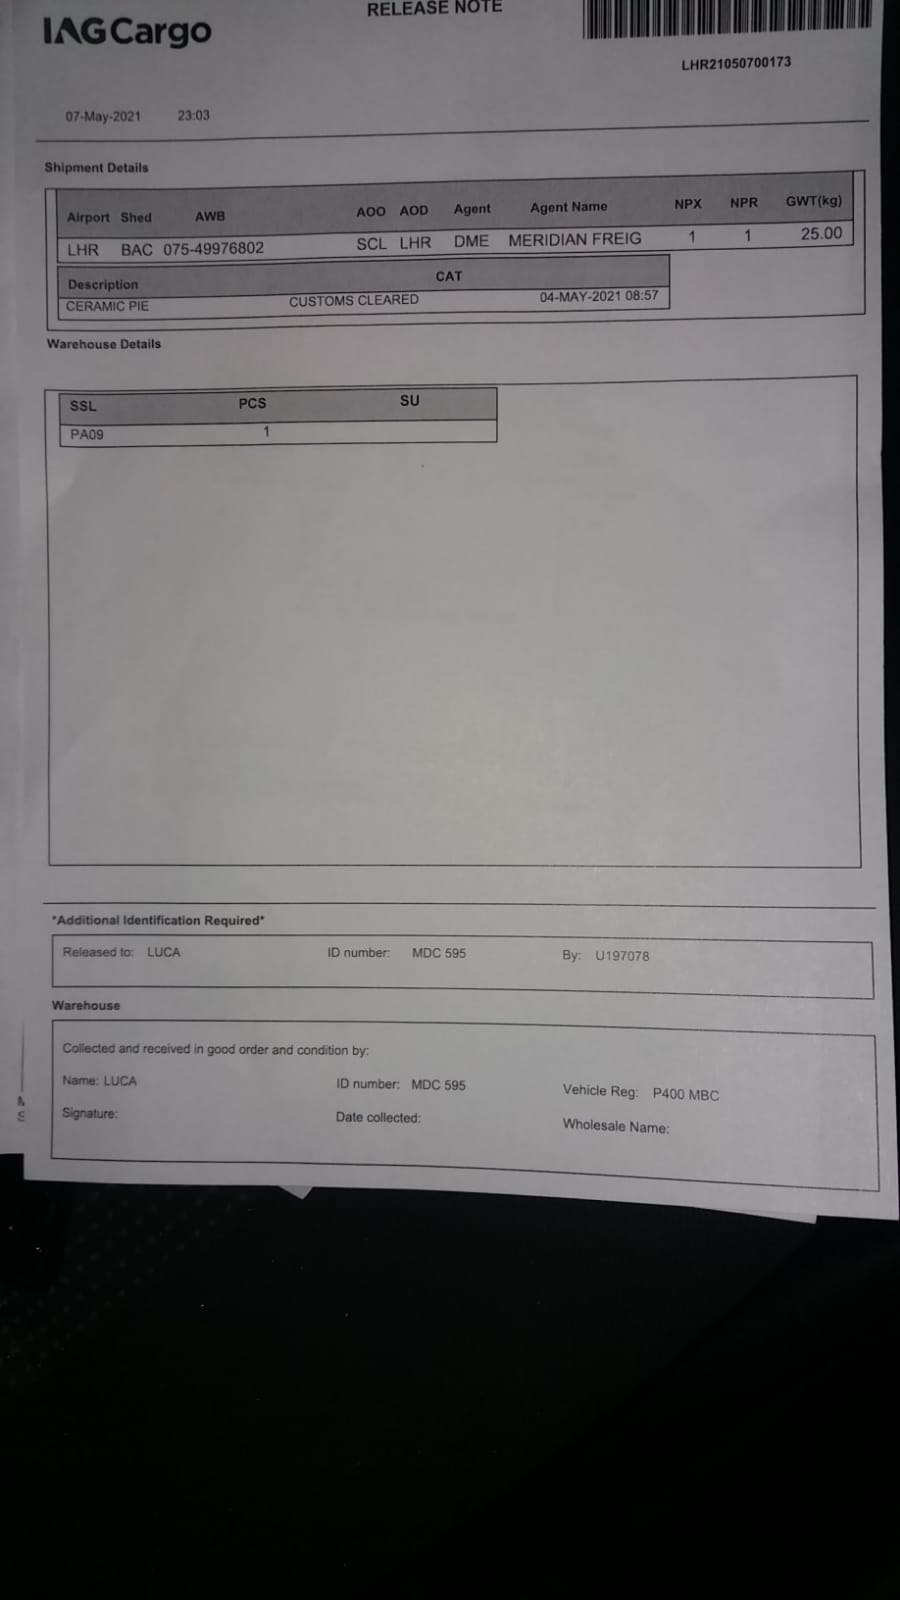 RELEASE NOTE
IAG Cargo
LHR21050700173
07-May-2021 23:03
Shipment Details
Airport Shed AWB AOO AOD Agent Agent Name NPX NPR GWT(kg)
LHR BAC 075-49976802 SCL LHR DME MERIDIAN FREIG 1 1 25.00
Description CAT
CERAMIC PIE CUSTOMS CLEARED 04-MAY-2021 08:57
Warehouse Details
SSL PCS SU
PA09 1
*Additional Identification Required*
Released to: LUCA ID number: MDC 595 By: U197078
Warehouse
Collected and received in good order and condition by:
Name: LUCA ID number: MDC 595 Vehicle Reg: P400 MBC
Signature: Date collected: Wholesale Name: